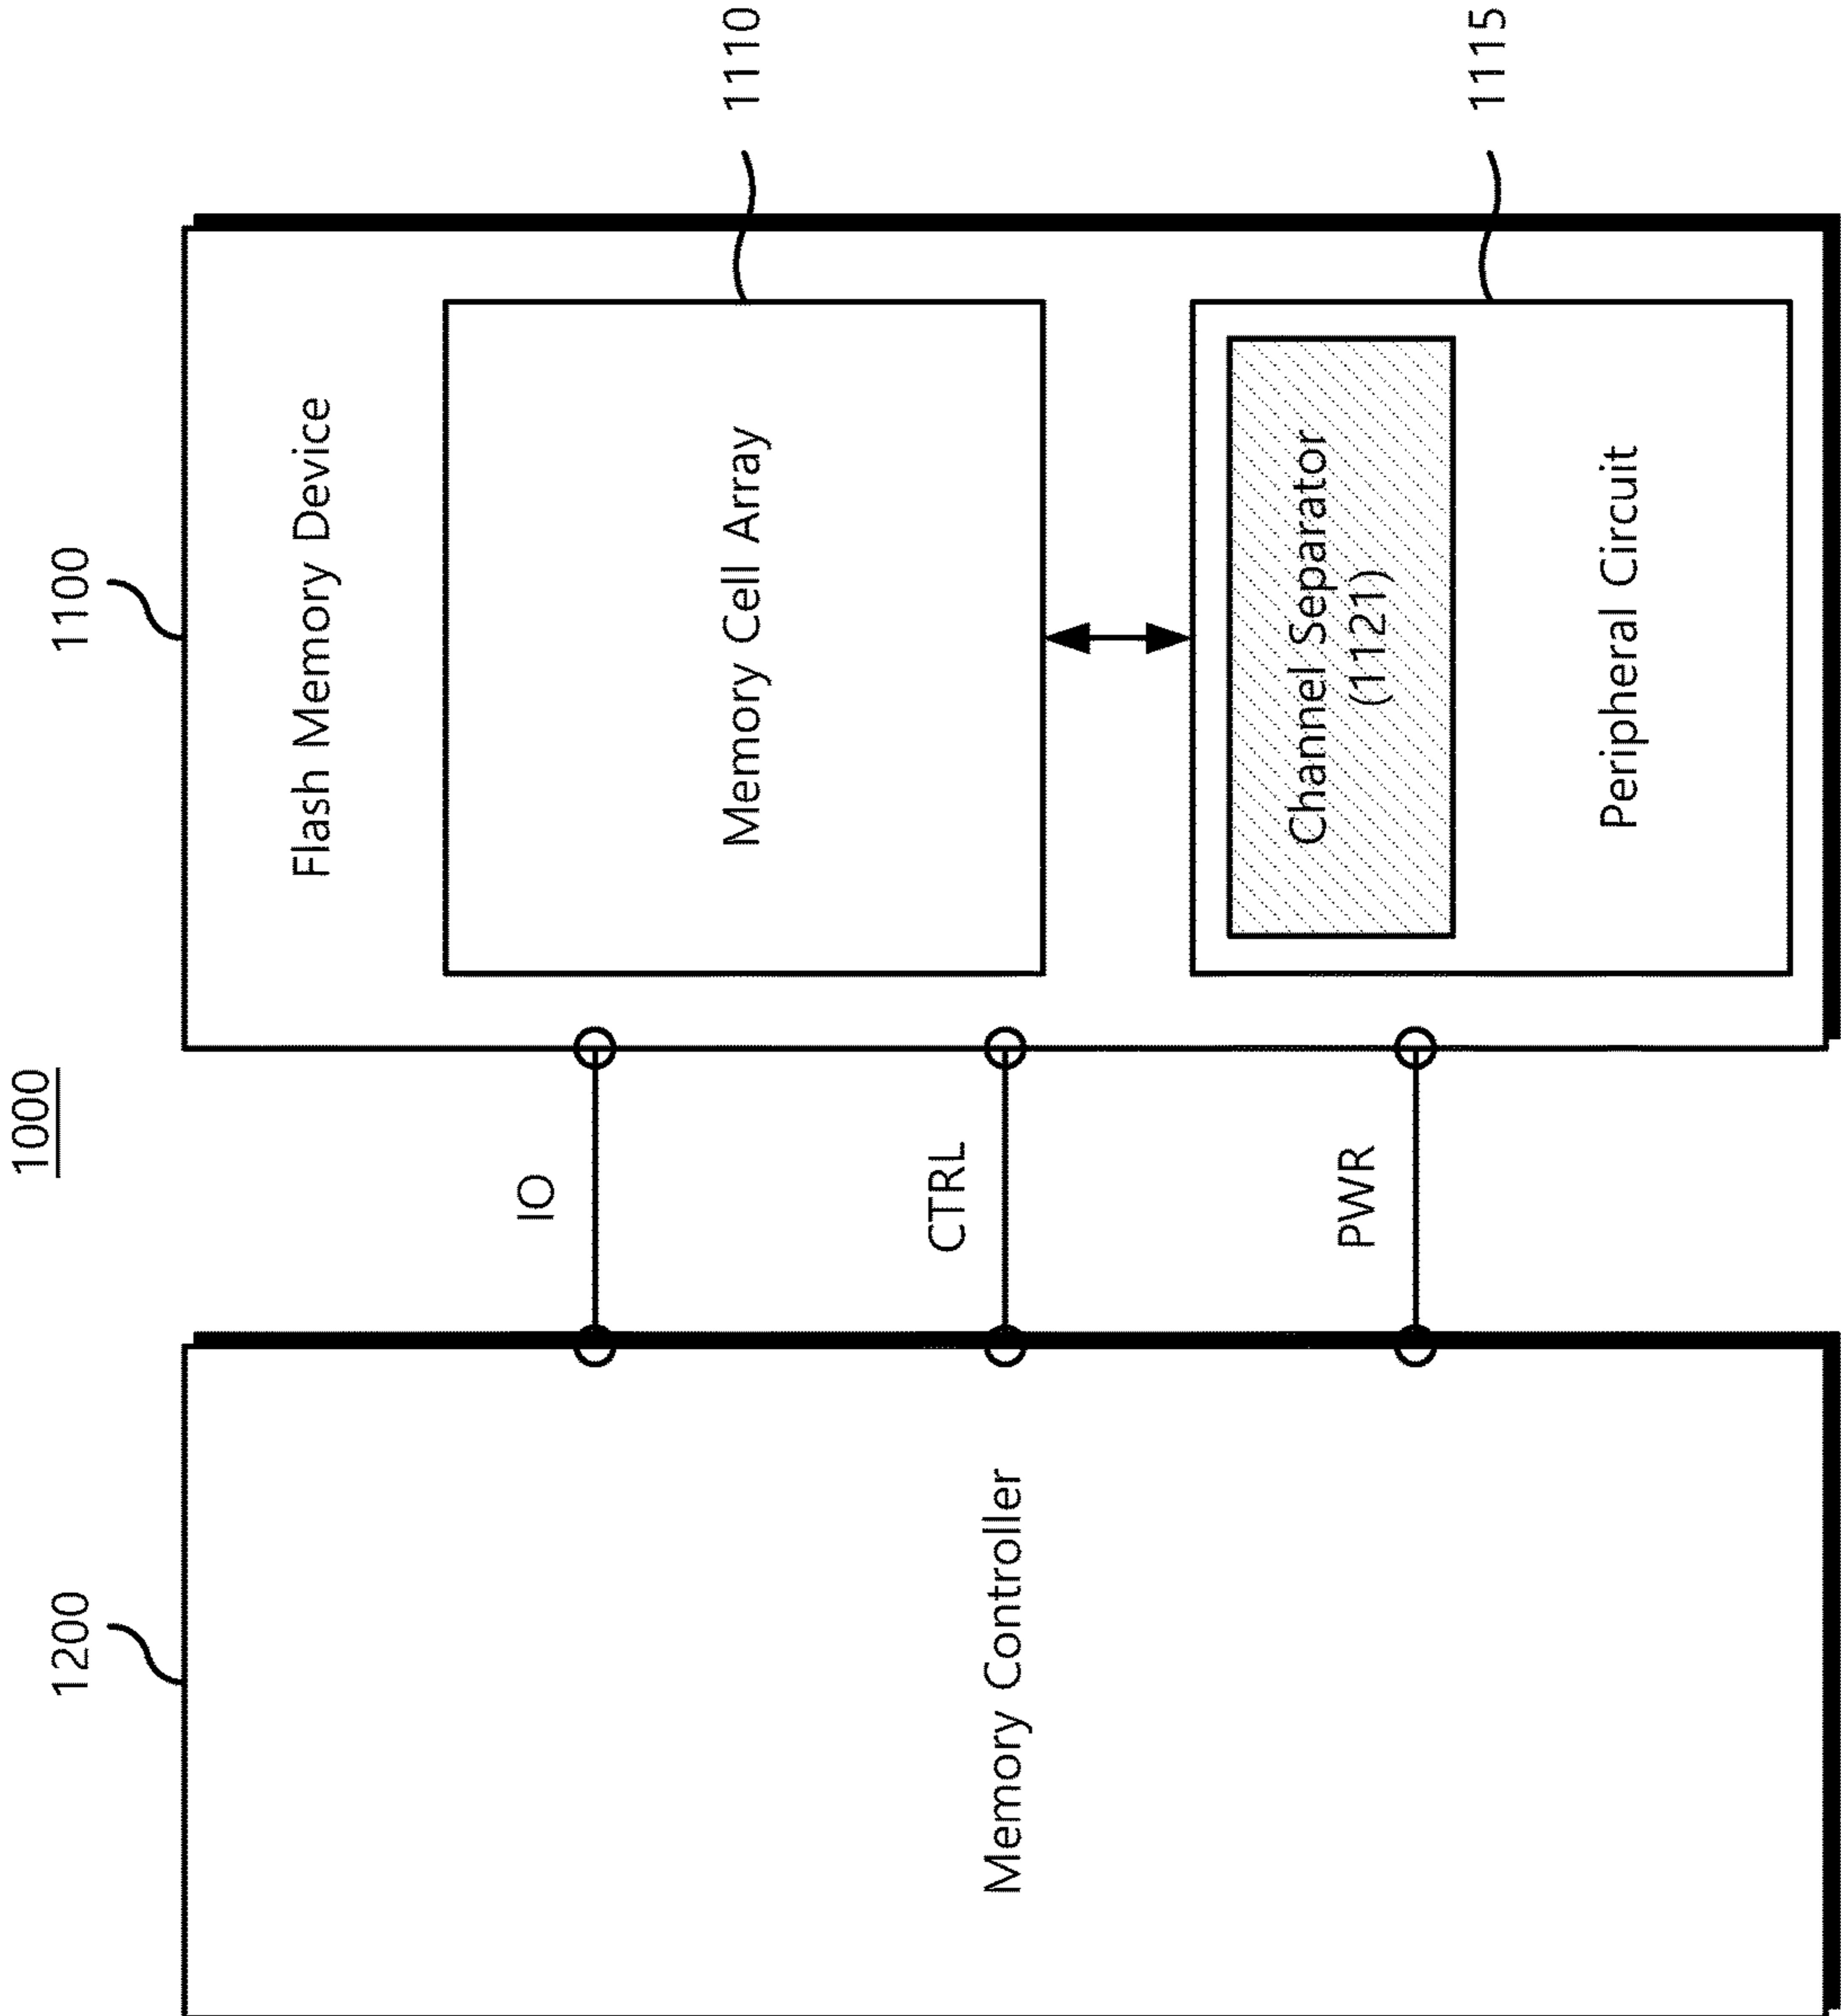 1000
1200
1100
Memory Controller
IO
CTRL
PWR
Flash Memory Device
Memory Cell Array
1110
Channel Separator
(1121)
Peripheral Circuit
1115